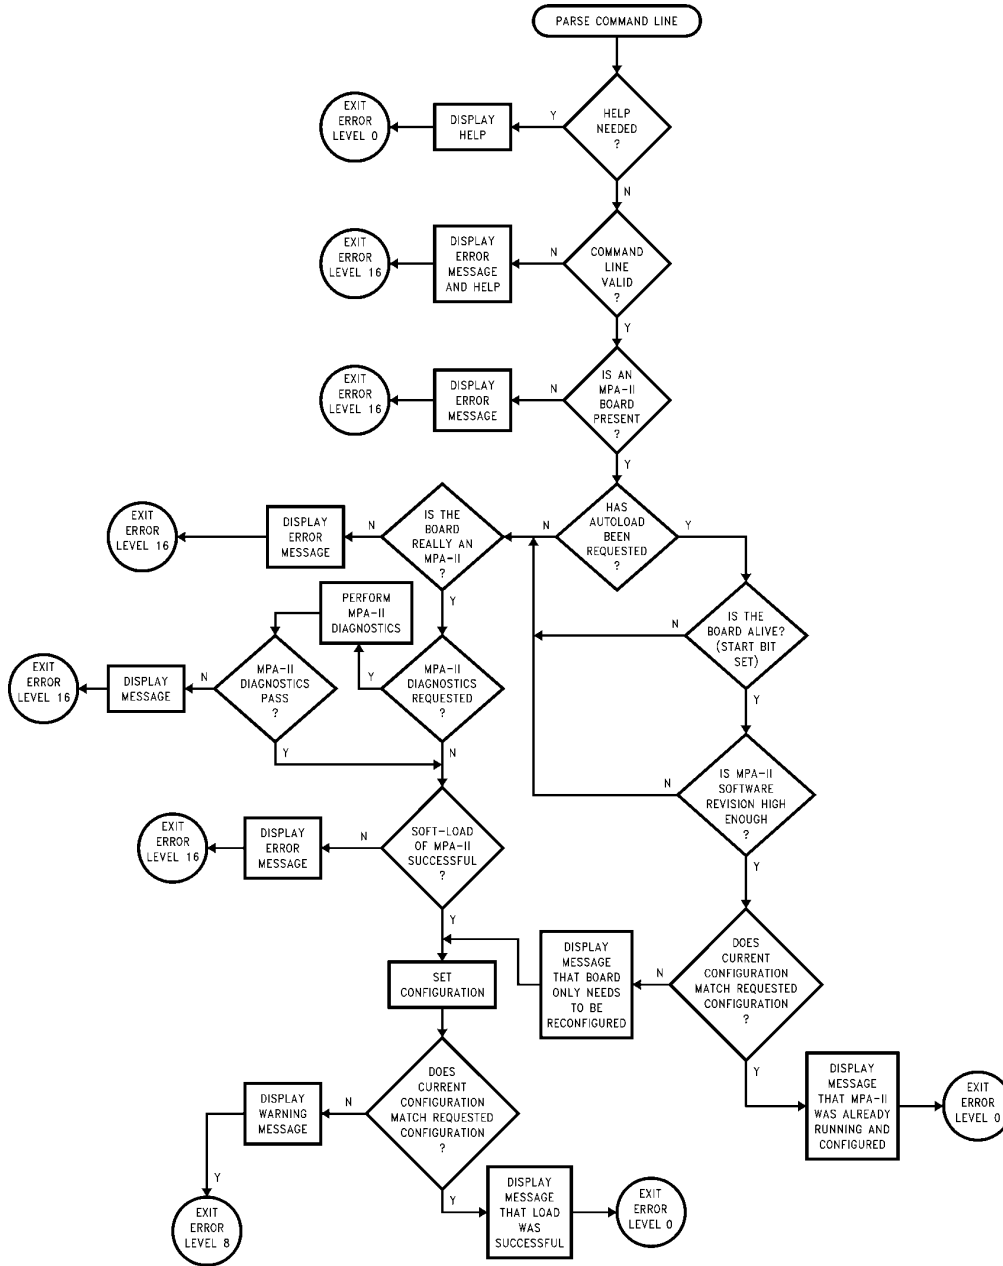 PARSE COMMAND LINE
HELP
NEEDED
?
Y
DISPLAY
HELP
EXIT
ERROR
LEVEL 0
N
COMMAND
LINE
VALID
?
N
DISPLAY
ERROR
MESSAGE
AND HELP
EXIT
ERROR
LEVEL 16
Y
IS AN
MPA-II
BOARD
PRESENT
?
N
DISPLAY
ERROR
MESSAGE
EXIT
ERROR
LEVEL 16
Y
HAS
AUTOLOAD
BEEN
REQUESTED
?
N
Y
IS THE
BOARD
REALLY AN
MPA-II
?
N
DISPLAY
ERROR
MESSAGE
EXIT
ERROR
LEVEL 16
Y
PERFORM
MPA-II
DIAGNOSTICS
IS THE
BOARD ALIVE?
(START BIT
SET)
N
Y
MPA-II
DIAGNOSTICS
REQUESTED
?
Y
N
MPA-II
DIAGNOSTICS
PASS
?
N
Y
DISPLAY
MESSAGE
EXIT
ERROR
LEVEL 16
IS MPA-II
SOFTWARE
REVISION HIGH
ENOUGH
?
N
Y
SOFT-LOAD
OF MPA-II
SUCCESSFUL
?
N
DISPLAY
ERROR
MESSAGE
EXIT
ERROR
LEVEL 16
Y
DOES
CURRENT
CONFIGURATION
MATCH REQUESTED
CONFIGURATION
?
N
DISPLAY
MESSAGE
THAT BOARD
ONLY NEEDS
TO BE
RECONFIGURED
SET
CONFIGURATION
Y
DISPLAY
MESSAGE
THAT MPA-II
WAS ALREADY
RUNNING AND
CONFIGURED
EXIT
ERROR
LEVEL 0
DOES
CURRENT
CONFIGURATION
MATCH REQUESTED
CONFIGURATION
?
N
DISPLAY
WARNING
MESSAGE
Y
EXIT
ERROR
LEVEL 8
Y
DISPLAY
MESSAGE
THAT LOAD
WAS
SUCCESSFUL
EXIT
ERROR
LEVEL 0